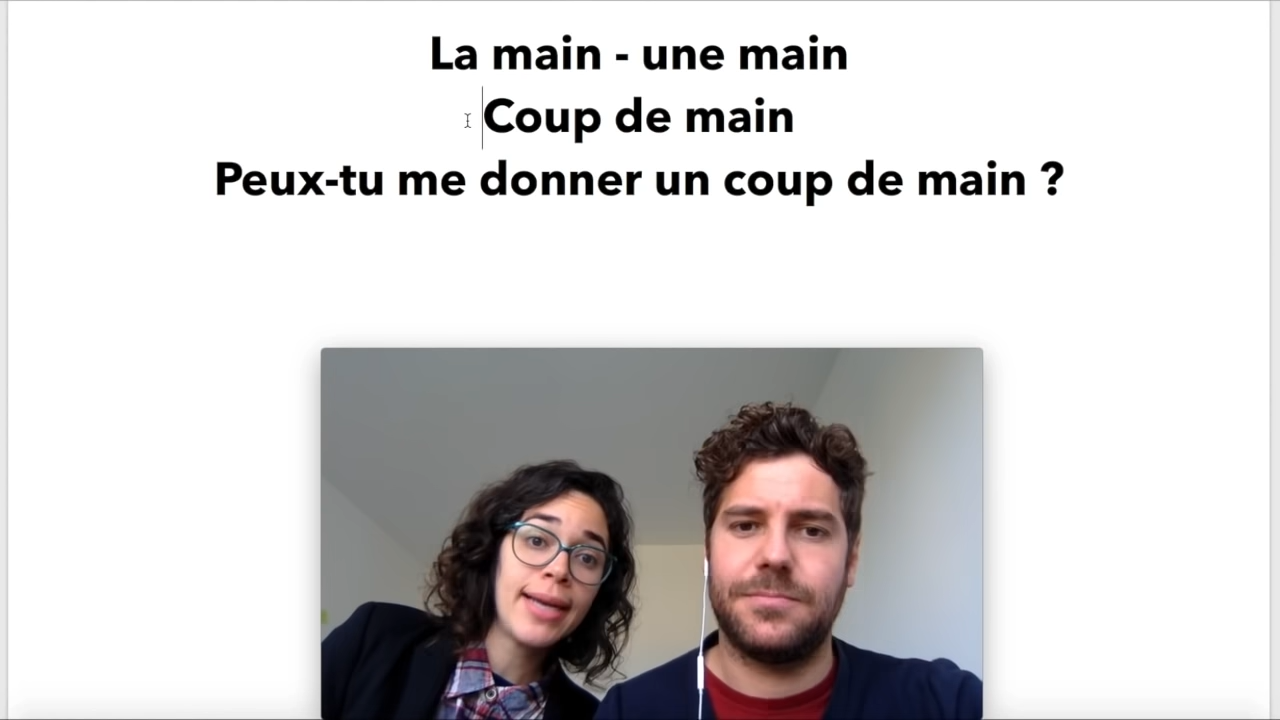 La main - une main
Coup de main
Peux-tu me donner un coup de main ?